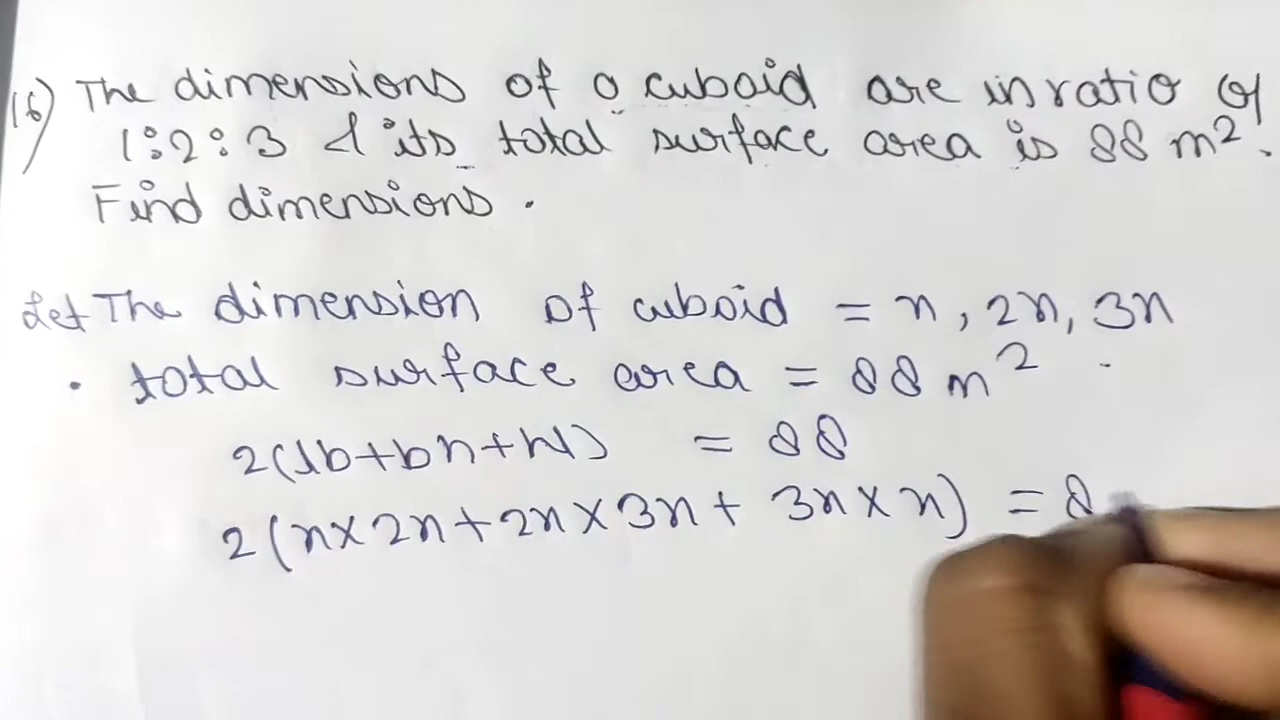 16) The dimensions of a cuboid are in ratio of
1:2:3 & its total surface area is 88 m².
Find dimensions.
Let The dimension of cuboid = x, 2x, 3x
• total surface area = 88 m²
2(lb+bh+hl) = 88
2(x×2x+2x×3x+ 3x×x) = 8